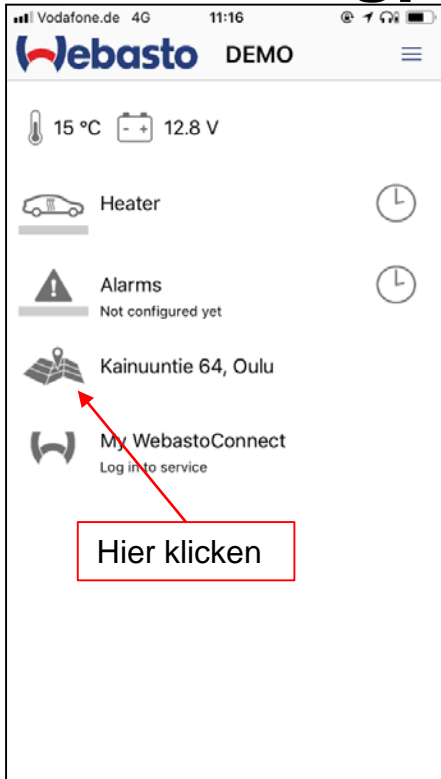 Vodafone.de 4G 11:16
Webasto DEMO
15 °C - + 12.8 V
Heater
Alarms
Not configured yet
Kainuuntie 64, Oulu
My WebastoConnect
Log in to service
Hier klicken